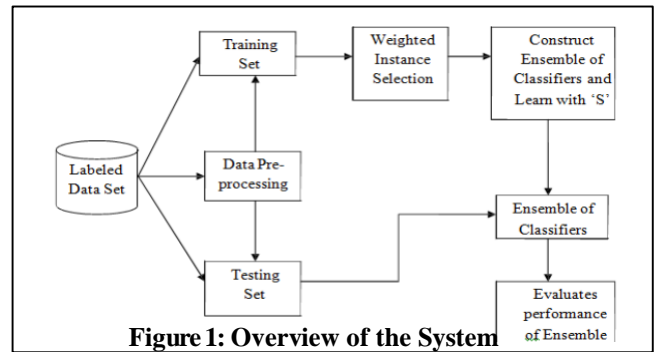 Training
Set
Weighted
Instance
Selection
Construct
Ensemble of
Classifiers and
Learn with ‘S’
Labeled
Data Set
Data Pre-
processing
Ensemble of
Classifiers
Testing
Set
Evaluates
performance
of Ensemble
Figure 1: Overview of the System